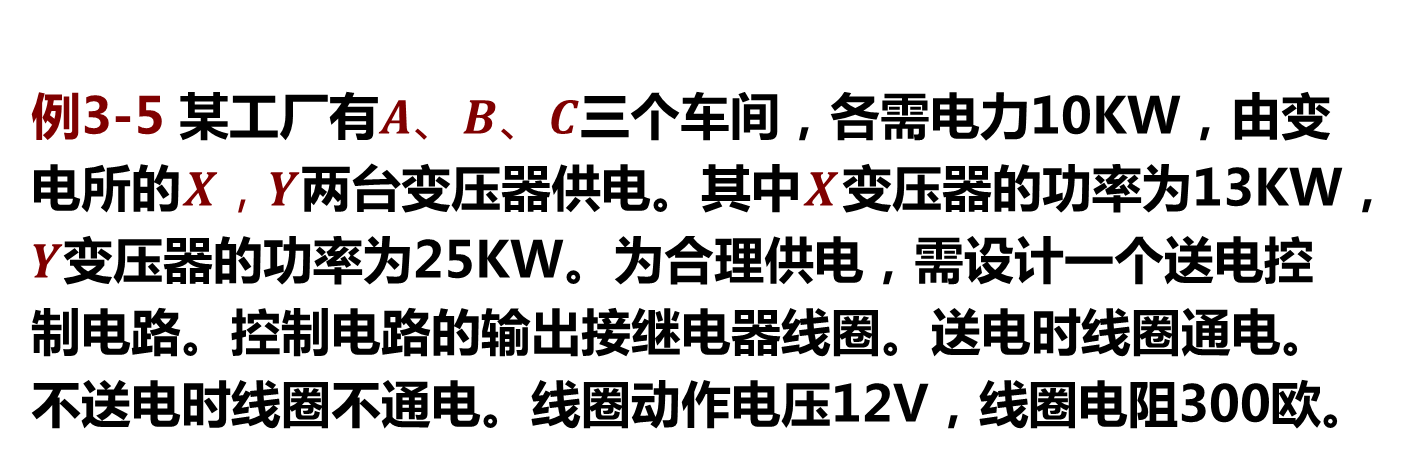 例3-5 某工厂有A、B、C三个车间，各需电力10KW，由变
电所的X，Y两台变压器供电。其中X变压器的功率为13KW，
Y变压器的功率为25KW。为合理供电，需设计一个送电控
制电路。控制电路的输出接继电器线圈。送电时线圈通电。
不送电时线圈不通电。线圈动作电压12V，线圈电阻300欧。